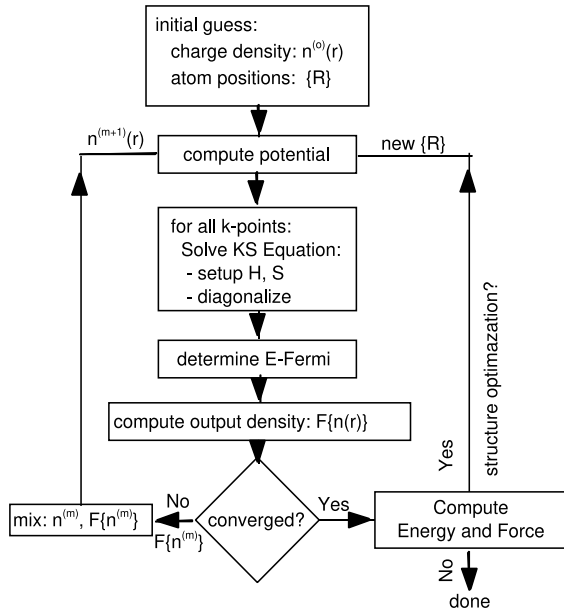 initial guess:
charge density: n^(o)(r)
atom positions: {R}
n^(m+1)(r)
compute potential
new {R}
for all k-points:
Solve KS Equation:
- setup H, S
- diagonalize
determine E-Fermi
compute output density: F{n(r)}
structure optimazation?
Yes
mix: n^(m), F{n^(m)}
No
F{n^(m)}
converged?
Yes
Compute
Energy and Force
No
done